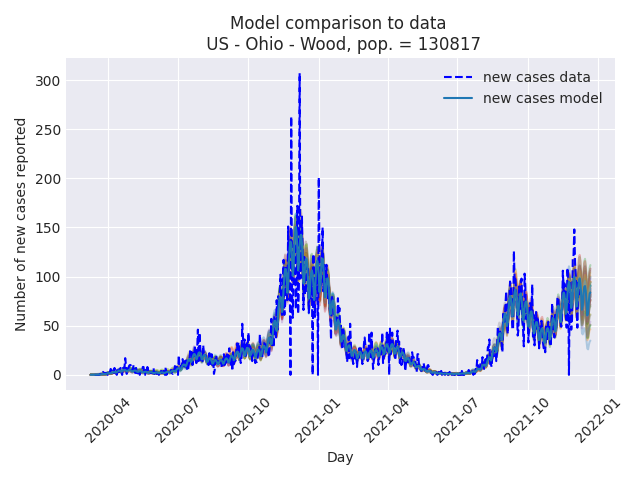 Model comparison to data
US - Ohio - Wood, pop. = 130817
new cases data
new cases model
Number of new cases reported
300
250
200
150
100
50
0
2020-04
2020-07
2020-10
2021-01
2021-04
2021-07
2021-10
2022-01
Day